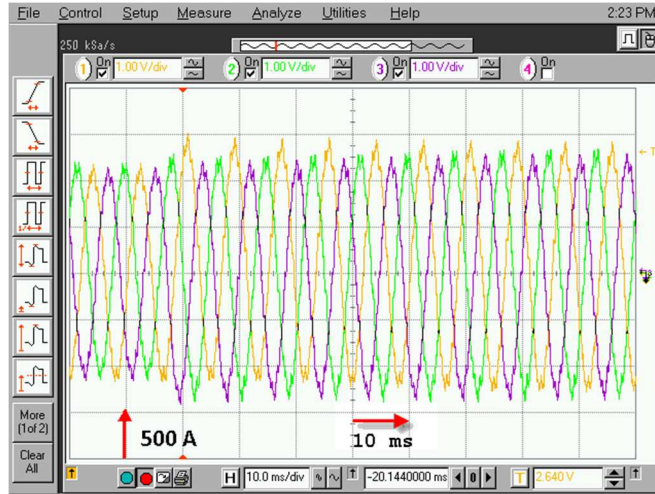 File Control Setup Measure Analyze Utilities Help 2:23 PM
250 kSa/s
1 On 1.00 V/div 2 On 1.00 V/div 3 On 1.00 V/div 4 On
T
500 A
10 ms
More
(1of 2)
Clear
All
H 10.0 ms/div -20.1440000 ms 0 T 2.640 V